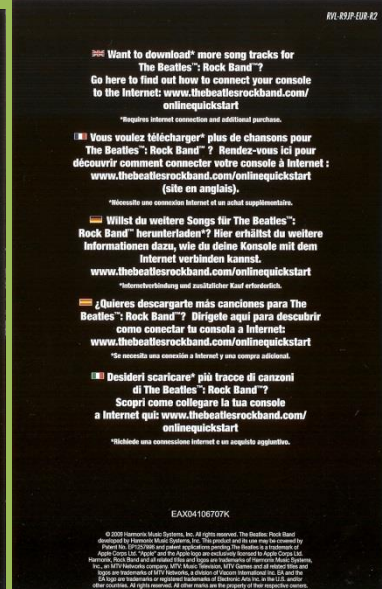 RVL-R9JP-EUR-R2
Want to download* more song tracks for
The Beatles™: Rock Band™?
Go here to find out how to connect your console
to the Internet: www.thebeatlesrockband.com/
onlinequickstart
*Requires internet connection and additional purchase.
Vous voulez télécharger* plus de chansons pour
The Beatles™: Rock Band™ ? Rendez-vous ici pour
découvrir comment connecter votre console à Internet :
www.thebeatlesrockband.com/onlinequickstart
(site en anglais).
*Nécessite une connexion Internet et un achat supplémentaire.
Willst du weitere Songs für The Beatles™:
Rock Band™ herunterladen*? Hier erhältst du weitere
Informationen dazu, wie du deine Konsole mit dem
Internet verbinden kannst.
www.thebeatlesrockband.com/onlinequickstart
*Internetverbindung und zusätzlicher Kauf erforderlich.
¿Quieres descargarte más canciones para The
Beatles™: Rock Band™? Dirígete aquí para descubrir
como conectar tu consola a Internet:
www.thebeatlesrockband.com/onlinequickstart
*Se necesita una conexión a Internet y una compra adicional.
Desideri scaricare* più tracce di canzoni
di The Beatles™: Rock Band™?
Scopri come collegare la tua console
a Internet qui: www.thebeatlesrockband.com/
onlinequickstart
*Richiede una connessione internet e un acquisto aggiuntivo.
EAX04106707K
© 2009 Harmonix Music Systems, Inc. All rights reserved. The Beatles: Rock Band
developed by Harmonix Music Systems, Inc. This product and its use may be covered by
Patent No. EP1257996 and patent applications pending.The Beatles is a trademark of
Apple Corps Ltd. "Apple" and the Apple logo are exclusively licensed to Apple Corps Ltd.
Harmonix, Rock Band and all related titles and logos are trademarks of Harmonix Music Systems,
Inc., an MTV Networks company. MTV: Music Television, MTV Games and all related titles and
logos are trademarks of MTV Networks, a division of Viacom International Inc. EA and the
EA logo are trademarks or registered trademarks of Electronic Arts Inc. in the U.S. and/or
other countries. All rights reserved. All other marks are the property of their respective owners.